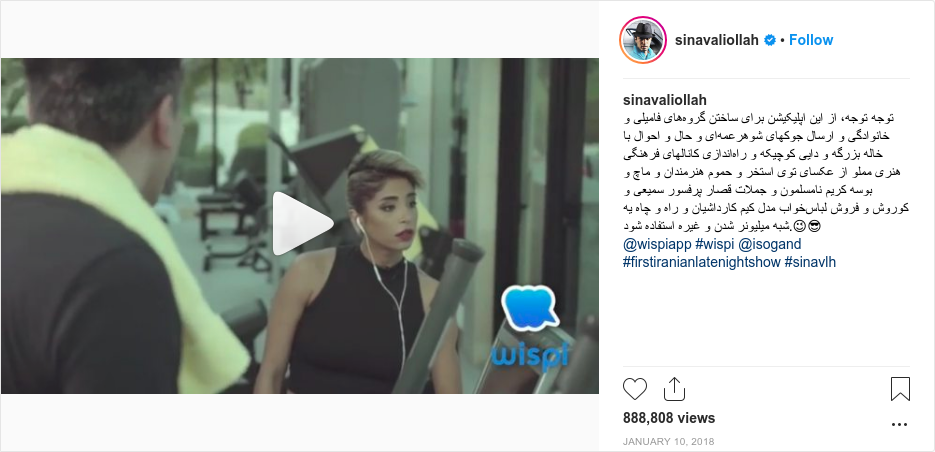 sinavaliollah • Follow
sinavaliollah
توجه توجه، از این اپلیکیشن برای ساختن گروه‌های فامیلی و
خانوادگی و ارسال جوکهای شوهرعمه‌ای و حال و احوال با
خاله بزرگه و دایی کوچیکه و راه‌اندازی کانالهای فرهنگی
هنری مملو از عکسای توی استخر و حموم هنرمندان و ماچ و
بوسه کریم نامسلمون و جملات قصار پرفسور سمیعی و
کوروش و فروش لباس‌خواب مدل کیم کارداشیان و راه و چاه یه
شبه میلیونر شدن و غیره استفاده شود.😉😎
@wispiapp #wispi @isogand
#firstiranianlatenightshow #sinavlh
wispi
888,808 views
JANUARY 10, 2018